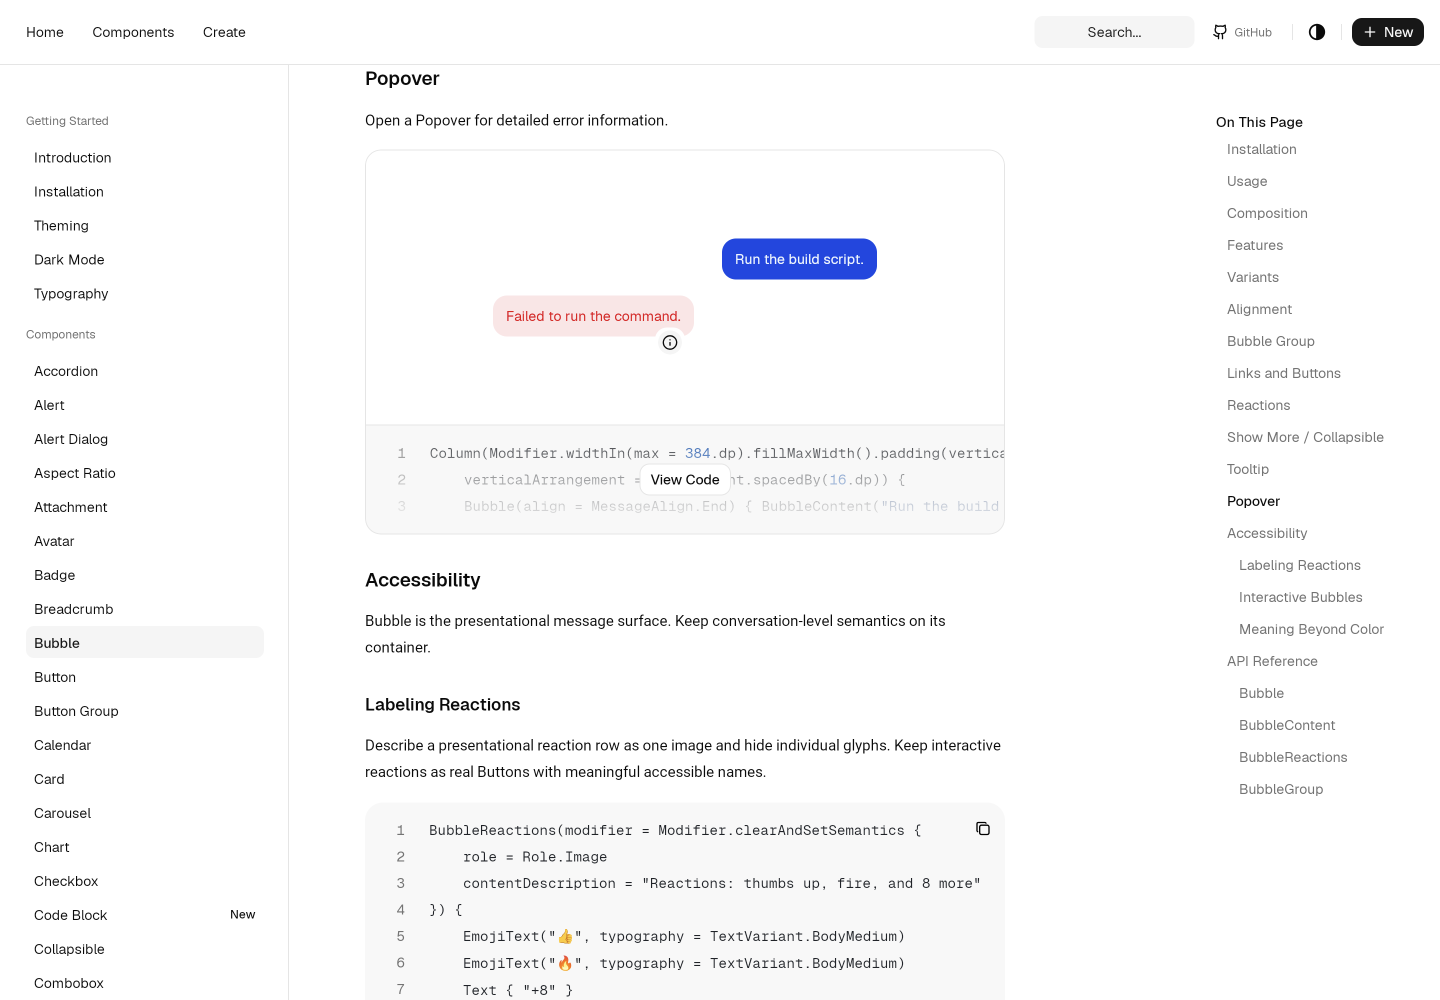 Home Components Create Search... GitHub New
Getting Started
Introduction
Installation
Theming
Dark Mode
Typography
Components
Accordion
Alert
Alert Dialog
Aspect Ratio
Attachment
Avatar
Badge
Breadcrumb
Bubble
Button
Button Group
Calendar
Card
Carousel
Chart
Checkbox
Code Block New
Collapsible
Combobox
Popover
Open a Popover for detailed error information.
Run the build script.
Failed to run the command.
1 Column(Modifier.widthIn(max = 384.dp).fillMaxWidth().padding(vertica
2 verticalArrangement = nt.spacedBy(16.dp)) {
View Code
3 Bubble(align = MessageAlign.End) { BubbleContent("Run the build
Accessibility
Bubble is the presentational message surface. Keep conversation-level semantics on its
container.
Labeling Reactions
Describe a presentational reaction row as one image and hide individual glyphs. Keep interactive
reactions as real Buttons with meaningful accessible names.
1 BubbleReactions(modifier = Modifier.clearAndSetSemantics {
2 role = Role.Image
3 contentDescription = "Reactions: thumbs up, fire, and 8 more"
4 }) {
5 EmojiText("👍", typography = TextVariant.BodyMedium)
6 EmojiText("🔥", typography = TextVariant.BodyMedium)
7 Text { "+8" }
On This Page
Installation
Usage
Composition
Features
Variants
Alignment
Bubble Group
Links and Buttons
Reactions
Show More / Collapsible
Tooltip
Popover
Accessibility
Labeling Reactions
Interactive Bubbles
Meaning Beyond Color
API Reference
Bubble
BubbleContent
BubbleReactions
BubbleGroup